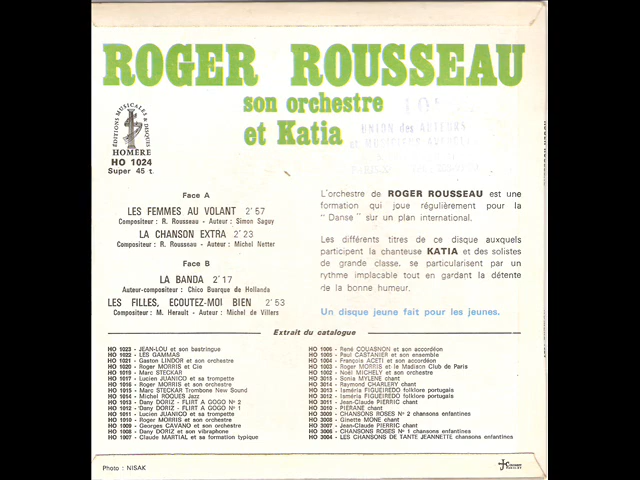 ROGER ROUSSEAU
son orchestre
et Katia
UNION des AUTEURS
ÉDITIONS MUSICALES & DISQUES
HOMÈRE
HO 1024
Super 45 t.
Face A
LES FEMMES AU VOLANT 2'57
Compositeur : R. Rousseau - Auteur : Simon Saguy
LA CHANSON EXTRA 2'23
Compositeur : R. Rousseau - Auteur : Michel Netter
Face B
LA BANDA 2'17
Auteur-compositeur : Chico Buarque de Hollanda
LES FILLES, ECOUTEZ-MOI BIEN 2'53
Compositeur : M. Herault - Auteur : Michel de Villers
L'orchestre de ROGER ROUSSEAU est une
formation qui joue régulièrement pour la
" Danse " sur un plan international.
Les différents titres de ce disque auxquels
participent la chanteuse KATIA et des solistes
de grande classe, se particularisent par un
rythme implacable tout en gardant la détente
de la bonne humeur.
Un disque jeune fait pour les jeunes.
Extrait du catalogue
HO 1023 - JEAN-LOU et son bastringue
HO 1022 - LES GAMMAS
HO 1021 - Gaston LINDOR et son orchestre
HO 1020 - Roger MORRIS et Cie
HO 1018 - Marc STECKAR
HO 1017 - Lucien JUANICO et sa trompette
HO 1016 - Roger MORRIS et son orchestre
HO 1015 - Marc STECKAR Trombone New Sound
HO 1014 - Michel ROQUES Jazz
HO 1013 - Dany DORIZ - FLIRT A GOGO N° 2
HO 1012 - Dany DORIZ - FLIRT A GOGO N° 1
HO 1011 - Lucien JUANICO et sa trompette
HO 1010 - Roger MORRIS et son orchestre
HO 1009 - Georges CAVANO et son orchestre
HO 1008 - Dany DORIZ et son vibraphone
HO 1007 - Claude MARTIAL et sa formation typique
HO 1006 - René COUASNON et son accordéon
HO 1005 - Paul CASTANIER et son ensemble
HO 1004 - François ACETI et son accordéon
HO 1003 - Roger MORRIS et le Madison Club de Paris
HO 1002 - Noël MICHELY et son orchestre
HO 3015 - Sonia MYLÈNE chant
HO 3014 - Raymond CHARLERY chant
HO 3013 - Isméria FIGUEIREDO folklore portugais
HO 3012 - Isméria FIGUEIREDO folklore portugais
HO 3011 - Jean-Claude PIERRIC chant
HO 3010 - PIÉRANE chant
HO 3009 - CHANSONS ROSES N° 2 chansons enfantines
HO 3008 - Ginette MONE chant
HO 3007 - Jean-Claude PIERRIC chant
HO 3006 - CHANSONS ROSES N° 1 chansons enfantines
HO 3004 - LES CHANSONS DE TANTE JEANNETTE chansons enfantines
Photo : NISAK